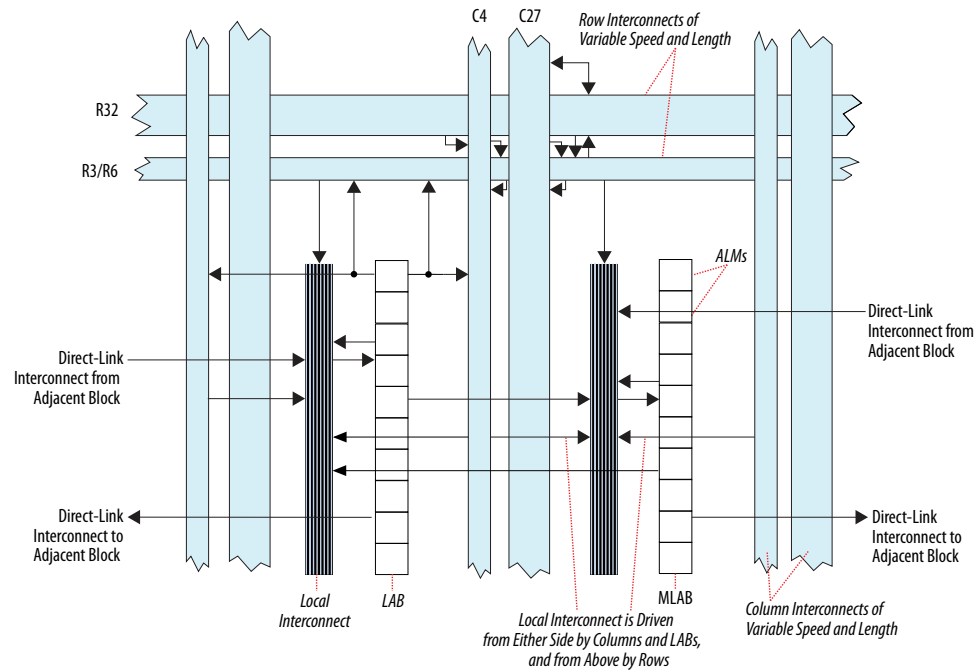 C4
C27
Row Interconnects of
Variable Speed and Length
R32
R3/R6
ALMs
Direct-Link
Interconnect from
Adjacent Block
Direct-Link
Interconnect from
Adjacent Block
Direct-Link
Interconnect to
Adjacent Block
Direct-Link
Interconnect to
Adjacent Block
Local
Interconnect
LAB
MLAB
Local Interconnect is Driven
from Either Side by Columns and LABs,
and from Above by Rows
Column Interconnects of
Variable Speed and Length